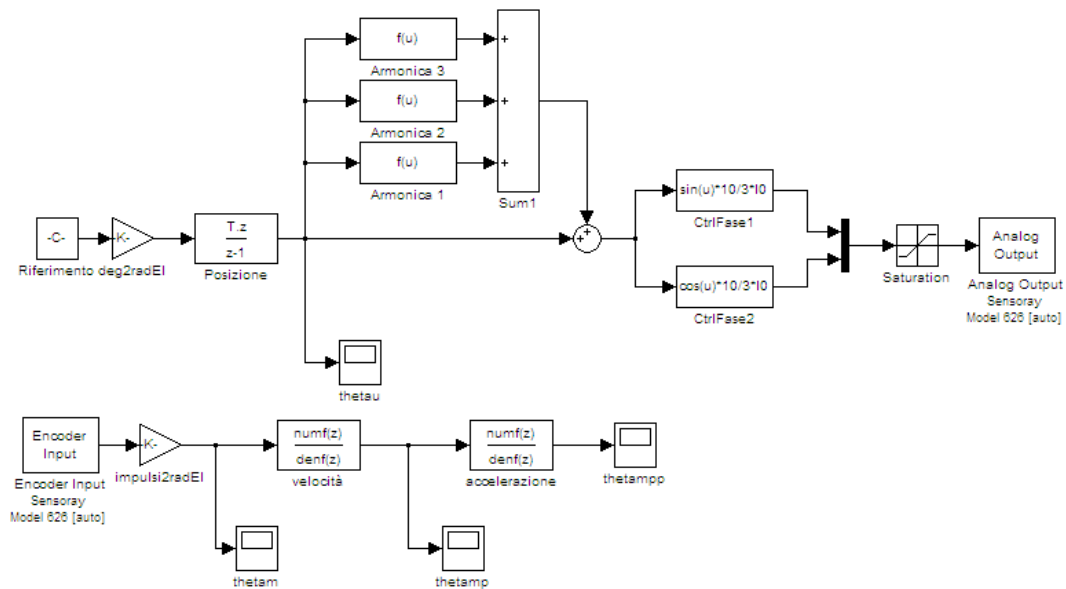 f(u)
+
Armonica 3
f(u)
+
Armonica 2
f(u)
+
Armonica 1
Sum1
sin(u)*10/3*I0
CtrlFase1
-C-
K-
T.z
z-1
+
+
Analog
Output
Riferimento
deg2radEl
Posizione
cos(u)*10/3*I0
CtrlFase2
Saturation
Analog Output
Sensoray
Model 626 [auto]
thetau
Encoder
Input
K-
numf(z)
denf(z)
numf(z)
denf(z)
Encoder Input
Sensoray
Model 626 [auto]
impulsi2radEl
velocità
accelerazione
thetampp
thetam
thetamp